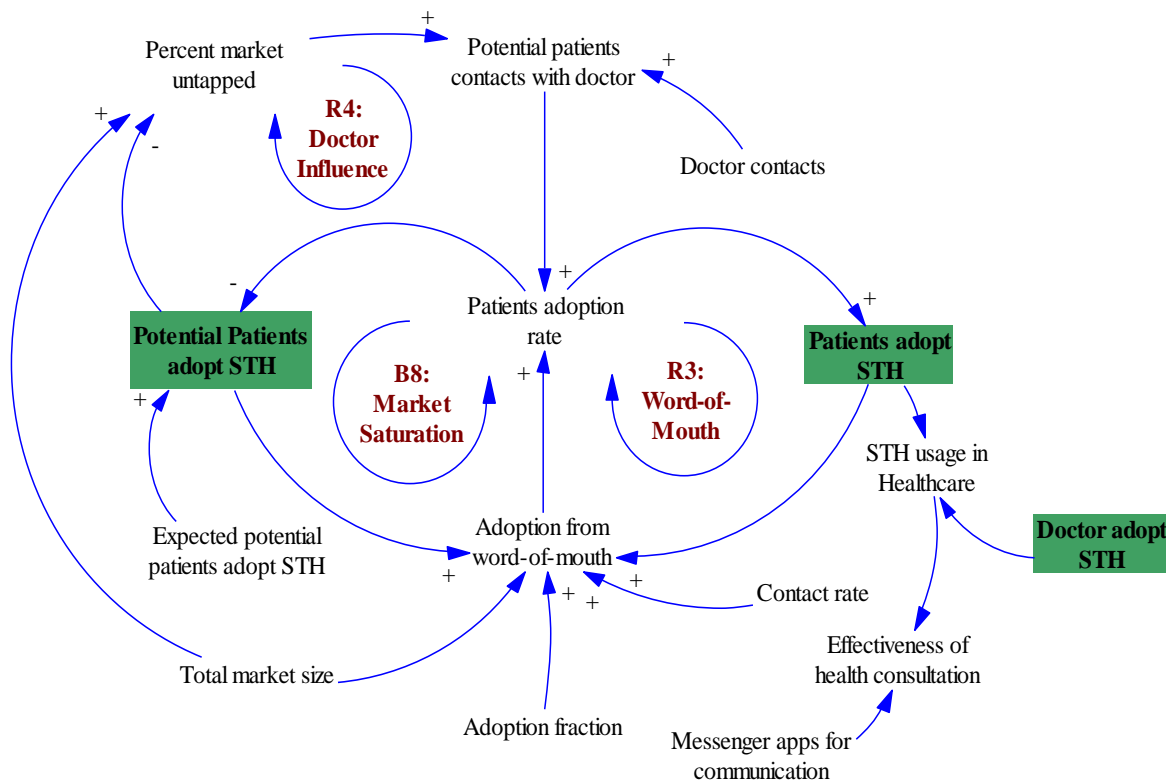 Percent market
untapped
+
Potential patients
contacts with doctor
+
+
-
R4:
Doctor
Influence
Doctor contacts
-
+
Patients adoption
rate
+
Potential Patients
adopt STH
+
B8:
Market
Saturation
+
R3:
Word-of-
Mouth
Patients adopt
STH
STH usage in
Healthcare
Expected potential
patients adopt STH
Adoption from
word-of-mouth
Doctor adopt
STH
+
+
+
+
Contact rate
Total market size
Effectiveness of
health consultation
Adoption fraction
Messenger apps for
communication